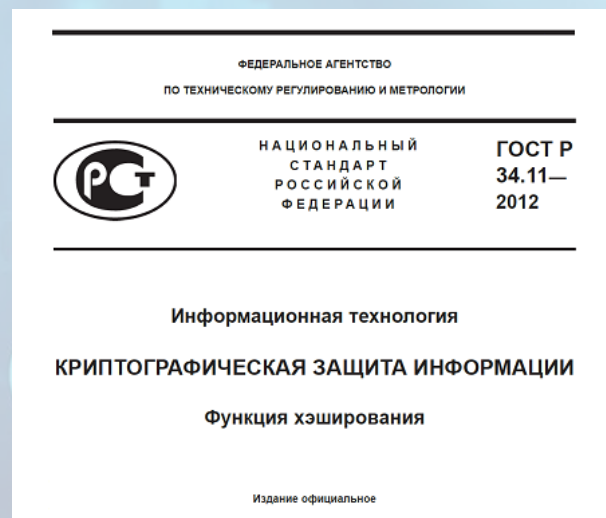 ФЕДЕРАЛЬНОЕ АГЕНТСТВО
ПО ТЕХНИЧЕСКОМУ РЕГУЛИРОВАНИЮ И МЕТРОЛОГИИ
РСТ
НАЦИОНАЛЬНЫЙ
СТАНДАРТ
РОССИЙСКОЙ
ФЕДЕРАЦИИ
ГОСТ Р
34.11—
2012
Информационная технология
КРИПТОГРАФИЧЕСКАЯ ЗАЩИТА ИНФОРМАЦИИ
Функция хэширования
Издание официальное